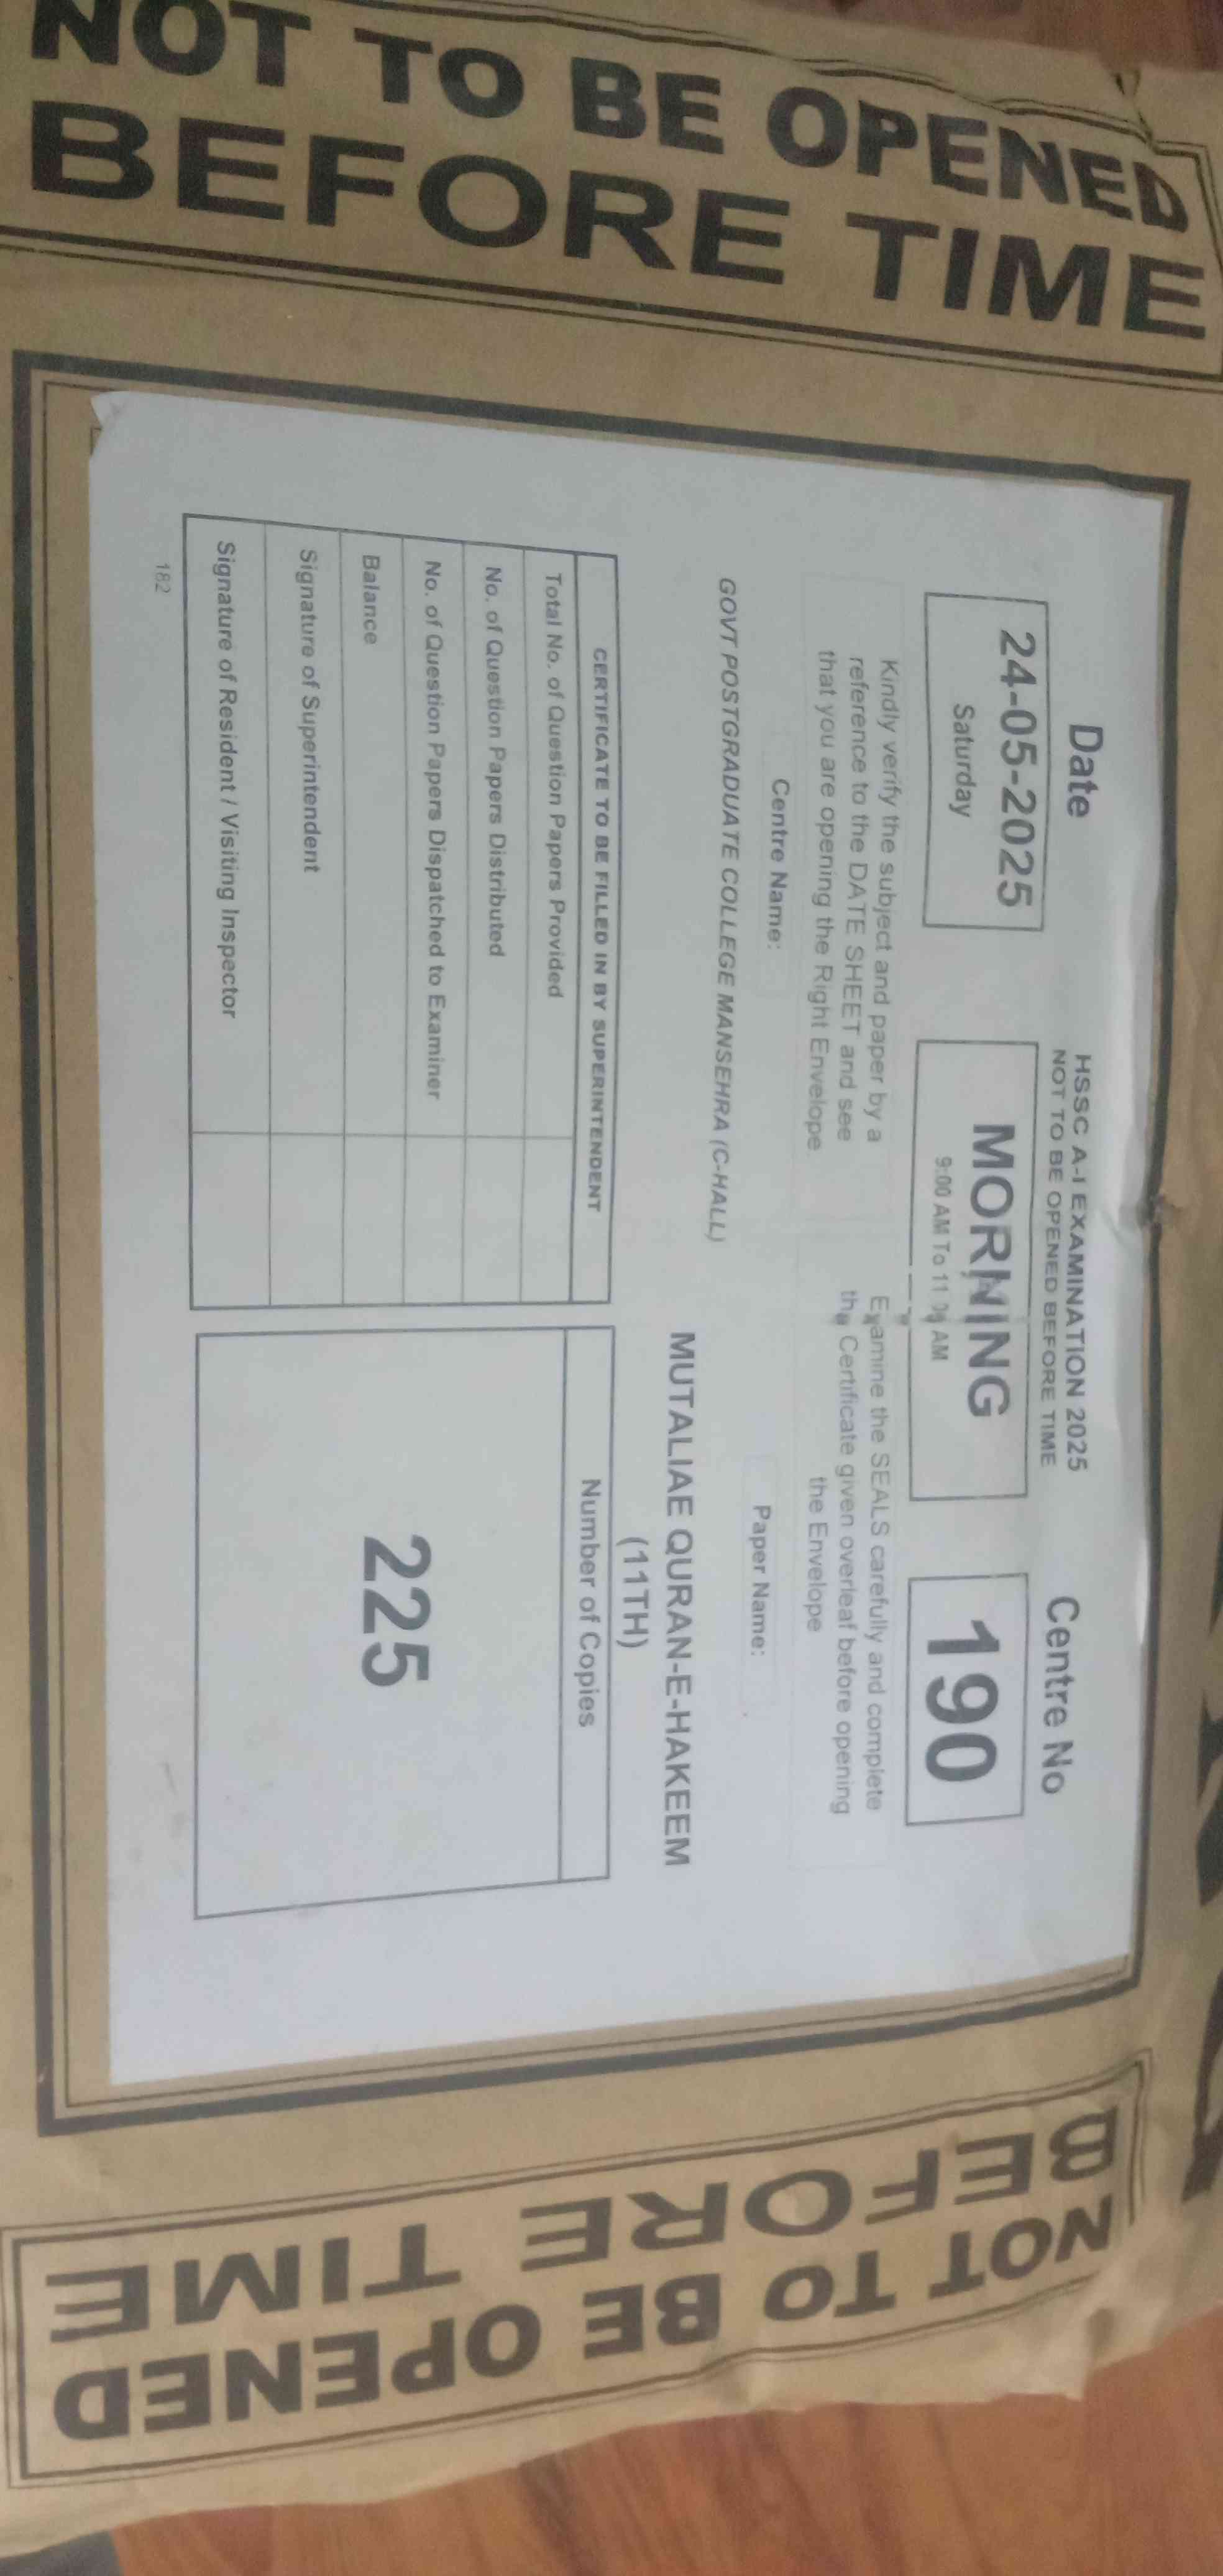 NOT TO BE OPENED
BEFORE TIME
HSSC A-I EXAMINATION 2025
NOT TO BE OPENED BEFORE TIME
Date
24-05-2025
Saturday
MORNING
9:00 AM To 11 AM
Centre No
190
Kindly verify the subject and paper by a
reference to the DATE SHEET and see
that you are opening the Right Envelope
Examine the SEALS carefully and complete
the Certificate given overleaf before opening
the Envelope
Centre Name:
GOVT POSTGRADUATE COLLEGE MANSEHRA (C-HALL)
Paper Name:
MUTALIAE QURAN-E-HAKEEM
(11TH)
CERTIFICATE TO BE FILLED IN BY SUPERINTENDENT
Total No. of Question Papers Provided
No. of Question Papers Distributed
No. of Question Papers Dispatched to Examiner
Balance
Signature of Superintendent
Signature of Resident / Visiting Inspector
Number of Copies
225
182
NOT TO BE OPENED
BEFORE TIME